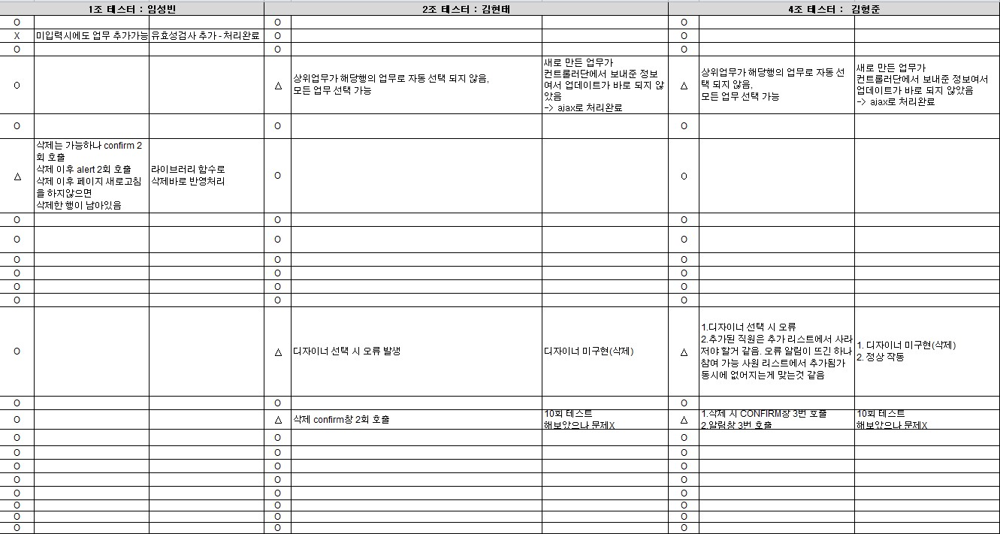 1조 테스터 : 임성빈 2조 테스터 : 김현태 4조 테스터 : 김형준
O O O
X 미입력시에도 업무 추가가능 유효성검사 추가 - 처리완료 O O
O O O
O △ 상위업무가 해당행의 업무로 자동 선택 되지 않음,
모든 업무 선택 가능
새로 만든 업무가
컨트롤러단에서 보내준 정보
여서 업데이트가 바로 되지 않
았음
-> ajax로 처리완료
△ 상위업무가 해당행의 업무로 자동 선
택 되지 않음,
모든 업무 선택 가능
새로 만든 업무가
컨트롤러단에서 보내준 정보여서
업데이트가 바로 되지 않았음
-> ajax로 처리완료
O O O
△ 삭제는 가능하나 confirm 2
회 호출
삭제 이후 alert 2회 호출
삭제 이후 페이지 새로고침
을 하지않으면
삭제한 행이 남아있음
라이브러리 함수로
삭제바로 반영처리
O O
O O O
O O O
O O O
O O O
O O O
O O O
O △ 디자이너 선택 시 오류 발생 디자이너 미구현(삭제)
△ 1.디자이너 선택 시 오류
2.추가된 직원은 추가 리스트에서 사라
져야 할거 같음. 오류 알림이 뜨긴 하나
참여 가능 사원 리스트에서 추가됨가
동시에 없어지는게 맞는것 같음
1. 디자이너 미구현(삭제)
2. 정상 작동
O O O
O △ 삭제 confirm창 2회 호출
10회 테스트
해보았으나 문제X
△ 1.삭제 시 CONFIRM창 3번 호출
2.알림창 3번 호출
10회 테스트
해보았으나 문제X
O O O
O O O
O O O
O O O
O O O
O O O
O O O
O O O